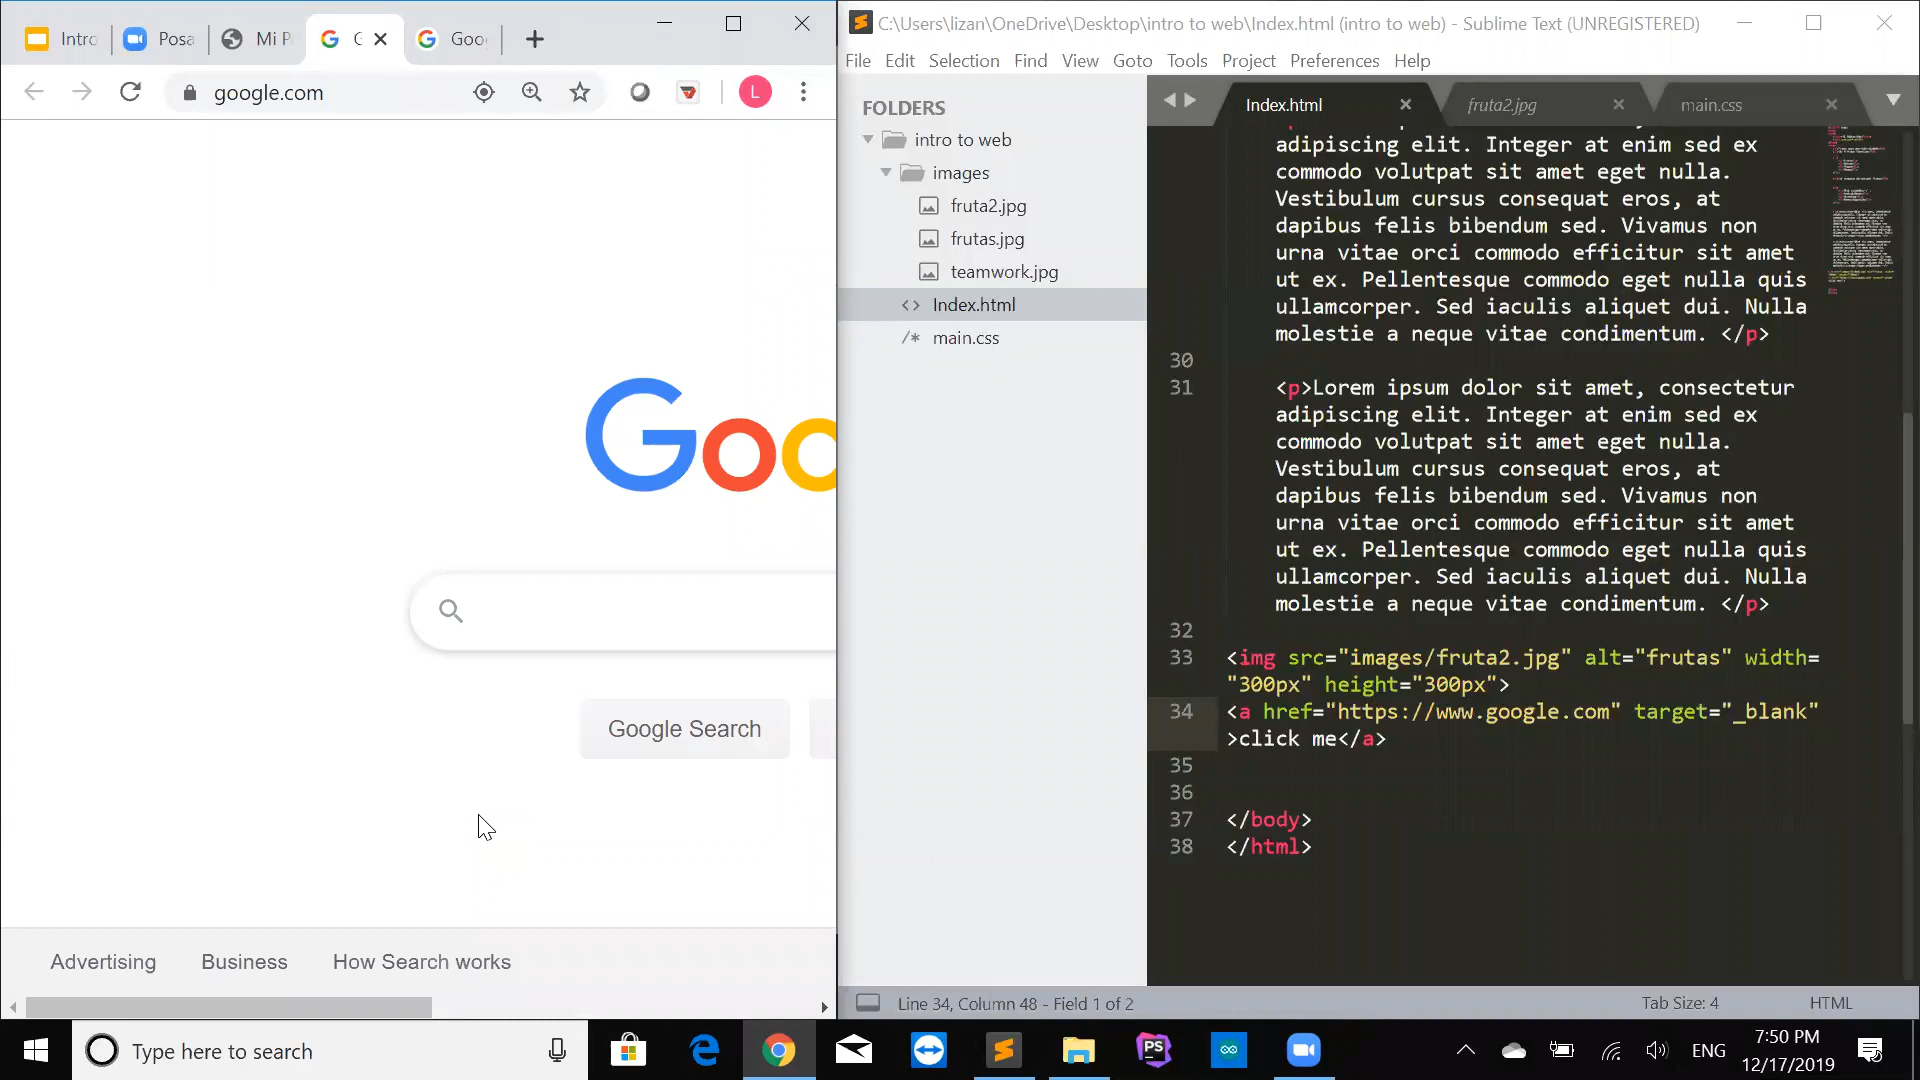 Intro
Posa
Mi P
G
Goo
google.com
L
Goo
Google Search
Advertising
Business
How Search works
C:\Users\lizan\OneDrive\Desktop\intro to web\Index.html (intro to web) - Sublime Text (UNREGISTERED)
File Edit Selection Find View Goto Tools Project Preferences Help
FOLDERS
intro to web
images
fruta2.jpg
frutas.jpg
teamwork.jpg
<> Index.html
/* main.css
Index.html
fruta2.jpg
main.css
adipiscing elit. Integer at enim sed ex
commodo volutpat sit amet eget nulla.
Vestibulum cursus consequat eros, at
dapibus felis bibendum sed. Vivamus non
urna vitae orci commodo efficitur sit amet
ut ex. Pellentesque commodo eget nulla quis
ullamcorper. Sed iaculis aliquet dui. Nulla
molestie a neque vitae condimentum. </p>
30
31 <p>Lorem ipsum dolor sit amet, consectetur
adipiscing elit. Integer at enim sed ex
commodo volutpat sit amet eget nulla.
Vestibulum cursus consequat eros, at
dapibus felis bibendum sed. Vivamus non
urna vitae orci commodo efficitur sit amet
ut ex. Pellentesque commodo eget nulla quis
ullamcorper. Sed iaculis aliquet dui. Nulla
molestie a neque vitae condimentum. </p>
32
33 <img src="images/fruta2.jpg" alt="frutas" width=
"300px" height="300px">
34 <a href="https://www.google.com" target="_blank"
>click me</a>
35
36
37 </body>
38 </html>
Line 34, Column 48 - Field 1 of 2
Tab Size: 4
HTML
Type here to search
PS
ENG
7:50 PM
12/17/2019